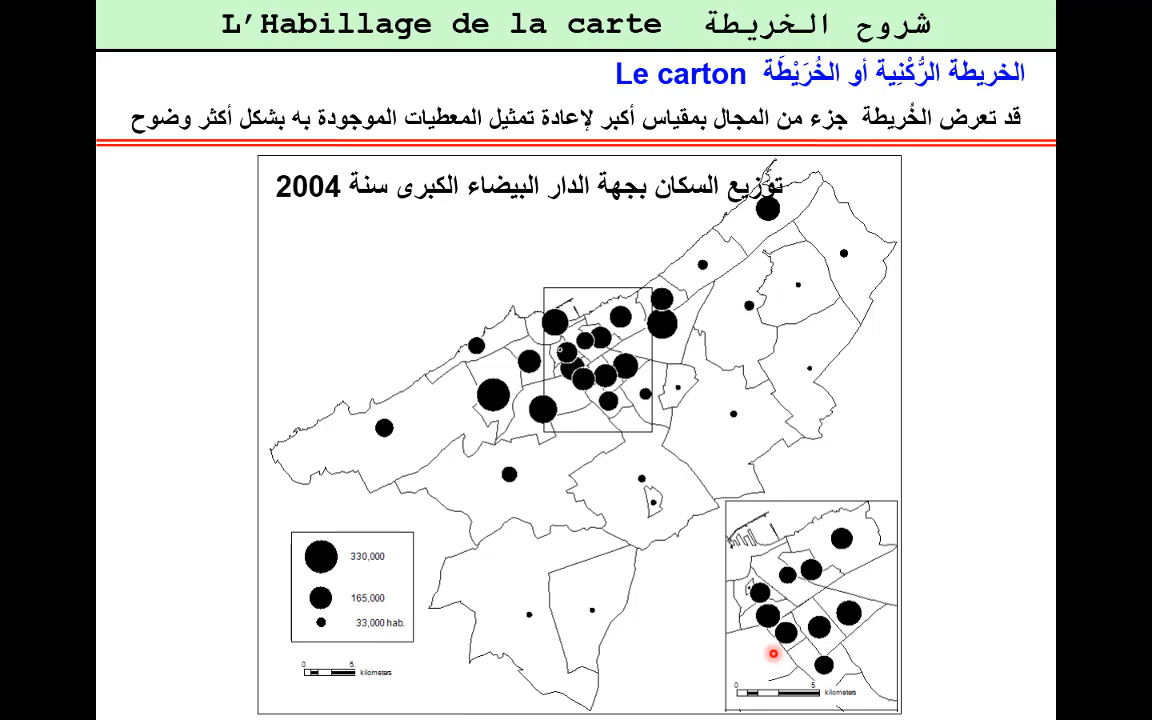 L’Habillage de la carte شروح الخريطة
الخريطة الرُّكْنِية أو الخُرَيْطَة Le carton
قد تعرض الخُريطة جزء من المجال بمقياس أكبر لإعادة تمثيل المعطيات الموجودة به بشكل أكثر وضوح
توزيع السكان بجهة الدار البيضاء الكبرى سنة 2004
330,000
165,000
33,000 hab.
0 5
kilometers
0 5
kilometers